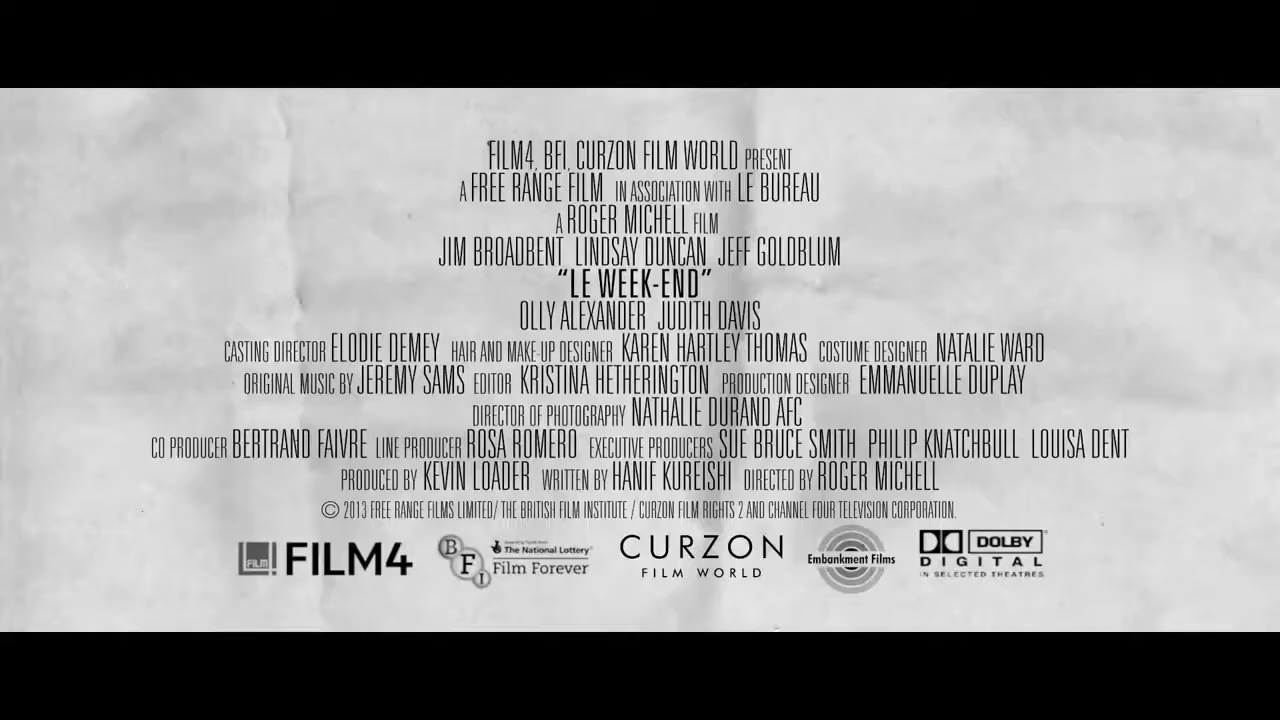 FILM4, BFI, CURZON FILM WORLD PRESENT
A FREE RANGE FILM IN ASSOCIATION WITH LE BUREAU
A ROGER MICHELL FILM
JIM BROADBENT LINDSAY DUNCAN JEFF GOLDBLUM
"LE WEEK-END"
OLLY ALEXANDER JUDITH DAVIS
CASTING DIRECTOR ELODIE DEMEY HAIR AND MAKE-UP DESIGNER KAREN HARTLEY THOMAS COSTUME DESIGNER NATALIE WARD
ORIGINAL MUSIC BY JEREMY SAMS EDITOR KRISTINA HETHERINGTON PRODUCTION DESIGNER EMMANUELLE DUPLAY
DIRECTOR OF PHOTOGRAPHY NATHALIE DURAND AFC
CO PRODUCER BERTRAND FAIVRE LINE PRODUCER ROSA ROMERO EXECUTIVE PRODUCERS SUE BRUCE SMITH PHILIP KNATCHBULL LOUISA DENT
PRODUCED BY KEVIN LOADER WRITTEN BY HANIF KUREISHI DIRECTED BY ROGER MICHELL
© 2013 FREE RANGE FILMS LIMITED/ THE BRITISH FILM INSTITUTE / CURZON FILM RIGHTS 2 AND CHANNEL FOUR TELEVISION CORPORATION.
FILM FILM4
BFI
The National Lottery®
Film Forever
CURZON
FILM WORLD
Embankment Films
DOLBY
DIGITAL
IN SELECTED THEATRES